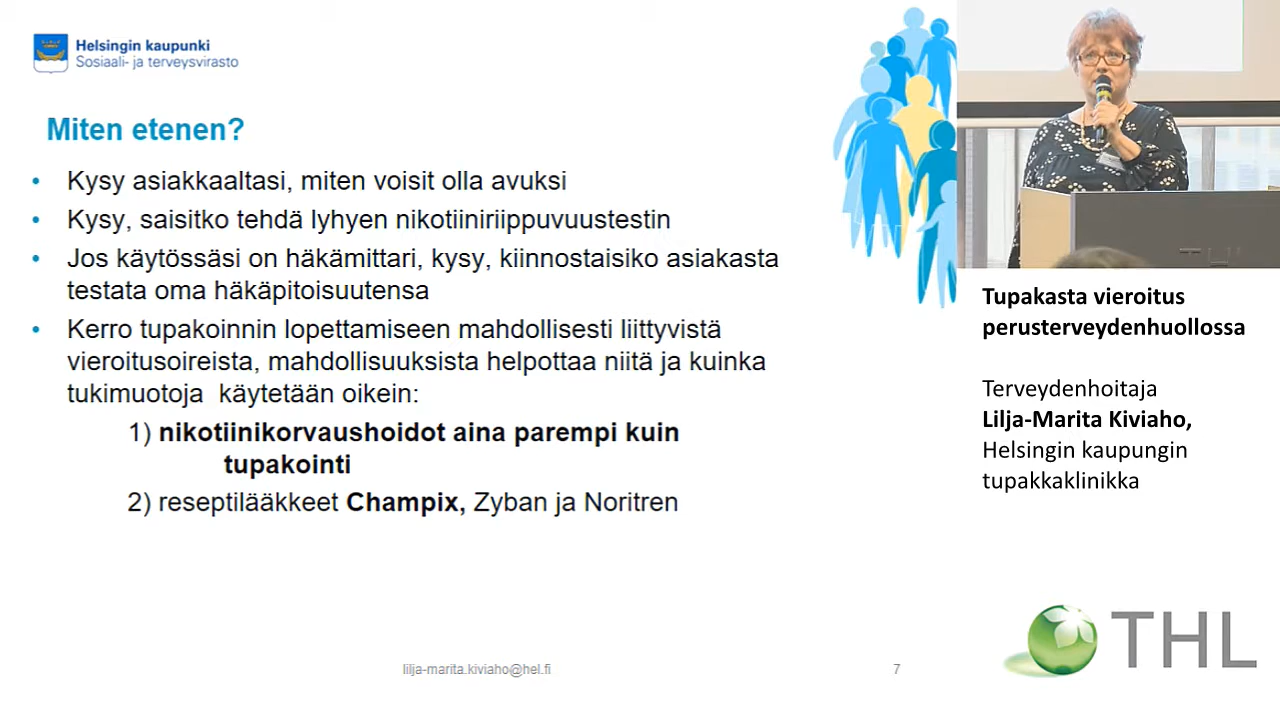 Helsingin kaupunki
Sosiaali- ja terveysvirasto
Miten etenen?
• Kysy asiakkaaltasi, miten voisit olla avuksi
• Kysy, saisitko tehdä lyhyen nikotiiniriippuvuustestin
• Jos käytössäsi on häkämittari, kysy, kiinnostaisiko asiakasta
testata oma häkäpitoisuutensa
• Kerro tupakoinnin lopettamiseen mahdollisesti liittyvistä
vieroitusoireista, mahdollisuuksista helpottaa niitä ja kuinka
tukimuotoja käytetään oikein:
1) nikotiinikorvaushoidot aina parempi kuin
tupakointi
2) reseptilääkkeet Champix, Zyban ja Noritren
lilja-marita.kiviaho@hel.fi
7
Tupakasta vieroitus
perusterveydenhuollossa
Terveydenhoitaja
Lilja-Marita Kiviaho,
Helsingin kaupungin
tupakkaklinikka
THL